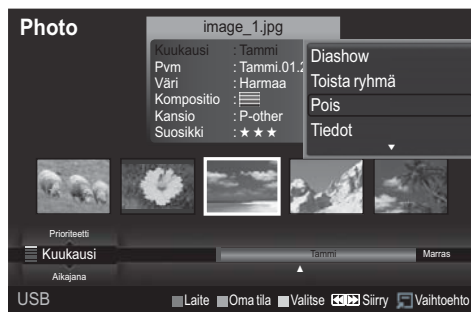 Photo
image_1.jpg
Kuukausi : Tammi
Pvm : Tammi.01.2
Väri : Harmaa
Kompositio :
Kansio : P-other
Suosikki : ★ ★ ★
Diashow
Toista ryhmä
Pois
Tiedot
Prioriteetti
Kuukausi
Aikajana
Tammi
Marras
USB
Laite
Oma tila
Valitse
Siirry
Vaihtoehto